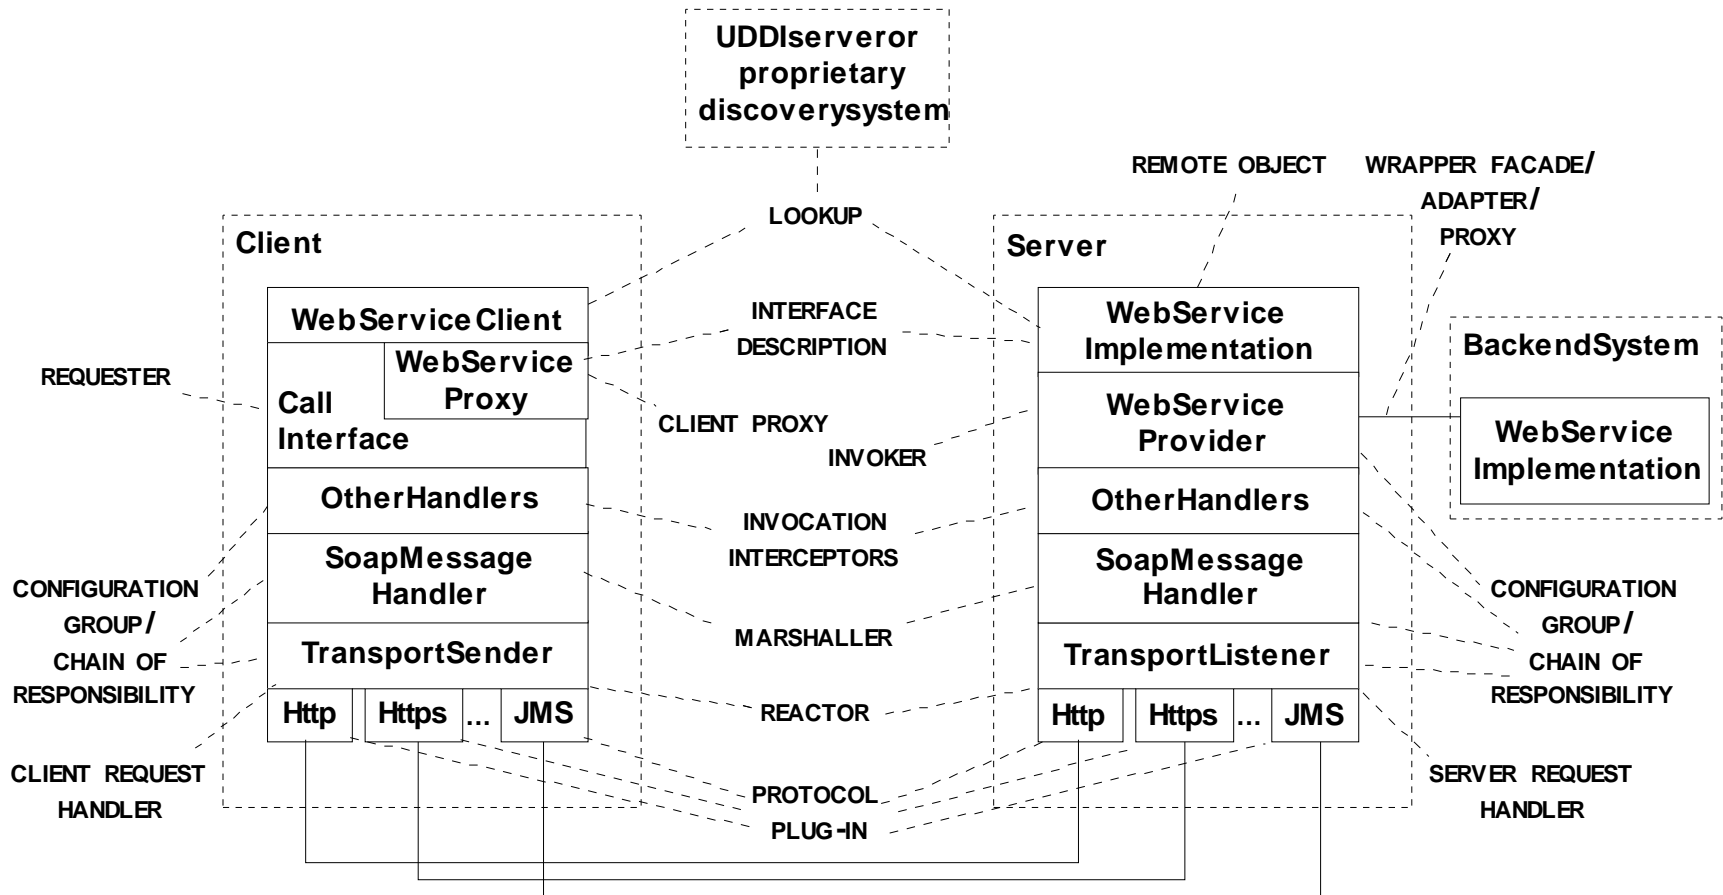 UDDIserveror
proprietary
discoverysystem
REMOTE OBJECT
WRAPPER FACADE/
ADAPTER/
PROXY
LOOKUP
Client
Server
WebServiceClient
INTERFACE
DESCRIPTION
WebService
Implementation
BackendSystem
WebService
Proxy
REQUESTER
Call
Interface
CLIENT PROXY
INVOKER
WebService
Provider
WebService
Implementation
OtherHandlers
INVOCATION
INTERCEPTORS
OtherHandlers
SoapMessage
Handler
SoapMessage
Handler
CONFIGURATION
GROUP/
CHAIN OF
RESPONSIBILITY
MARSHALLER
CONFIGURATION
GROUP/
CHAIN OF
RESPONSIBILITY
TransportSender
TransportListener
Http
Https
...
JMS
REACTOR
Http
Https
...
JMS
CLIENT REQUEST
HANDLER
PROTOCOL
PLUG-IN
SERVER REQUEST
HANDLER